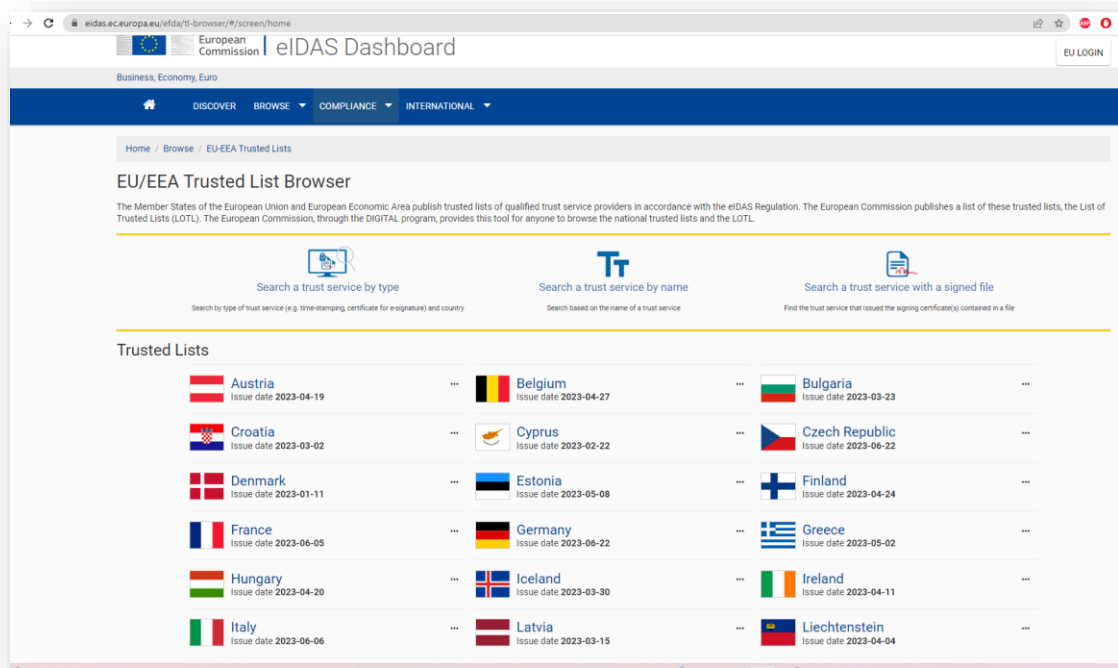 eidas.ec.europa.eu/efda/tl-browser/#/screen/home
European
Commission
eIDAS Dashboard
EU LOGIN
Business, Economy, Euro
DISCOVER BROWSE COMPLIANCE INTERNATIONAL
Home / Browse / EU-EEA Trusted Lists
EU/EEA Trusted List Browser
The Member States of the European Union and European Economic Area publish trusted lists of qualified trust service providers in accordance with the eIDAS Regulation. The European Commission publishes a list of these trusted lists, the List of
Trusted Lists (LOTL). The European Commission, through the DIGITAL program, provides this tool for anyone to browse the national trusted lists and the LOTL.
Search a trust service by type
Search by type of trust service (e.g. time-stamping, certificate for e-signature) and country
Search a trust service by name
Search based on the name of a trust service
Search a trust service with a signed file
Find the trust service that issued the signing certificate(s) contained in a file
Trusted Lists
Austria
Issue date 2023-04-19
Belgium
Issue date 2023-04-27
Bulgaria
Issue date 2023-03-23
Croatia
Issue date 2023-03-02
Cyprus
Issue date 2023-02-22
Czech Republic
Issue date 2023-06-22
Denmark
Issue date 2023-01-11
Estonia
Issue date 2023-05-08
Finland
Issue date 2023-04-24
France
Issue date 2023-06-05
Germany
Issue date 2023-06-22
Greece
Issue date 2023-05-02
Hungary
Issue date 2023-04-20
Iceland
Issue date 2023-03-30
Ireland
Issue date 2023-04-11
Italy
Issue date 2023-06-06
Latvia
Issue date 2023-03-15
Liechtenstein
Issue date 2023-04-04